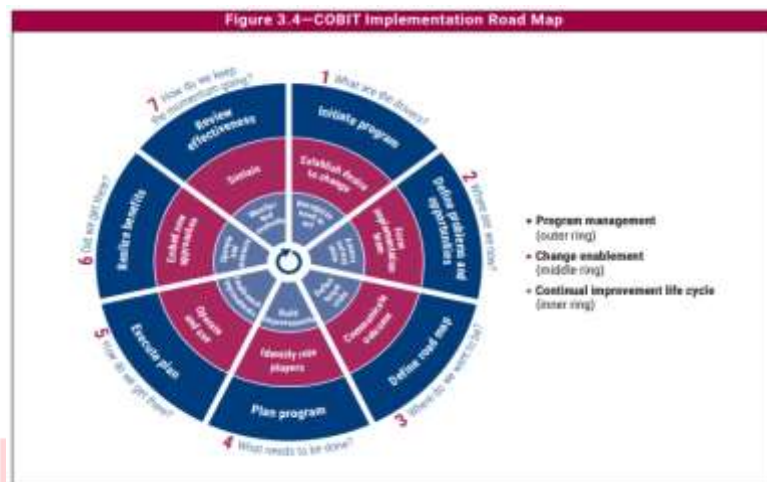 Figure 3.4—COBIT Implementation Road Map
1 What are the drivers?
Initiate program
Establish desire
to change
2 Where are we now?
Define problems and
opportunities
Form
implementation
team
3 Where do we want to be?
Define road map
Communicate
outcome
4 What needs to be done?
Plan program
Identify role
players
Build
improvements
5 How do we get there?
Execute plan
Operate
and use
6 Did we get there?
Realize benefits
Embed new
approaches
7 How do we keep
the momentum going?
Review
effectiveness
Sustain
• Program management
(outer ring)
• Change enablement
(middle ring)
• Continual improvement life cycle
(inner ring)